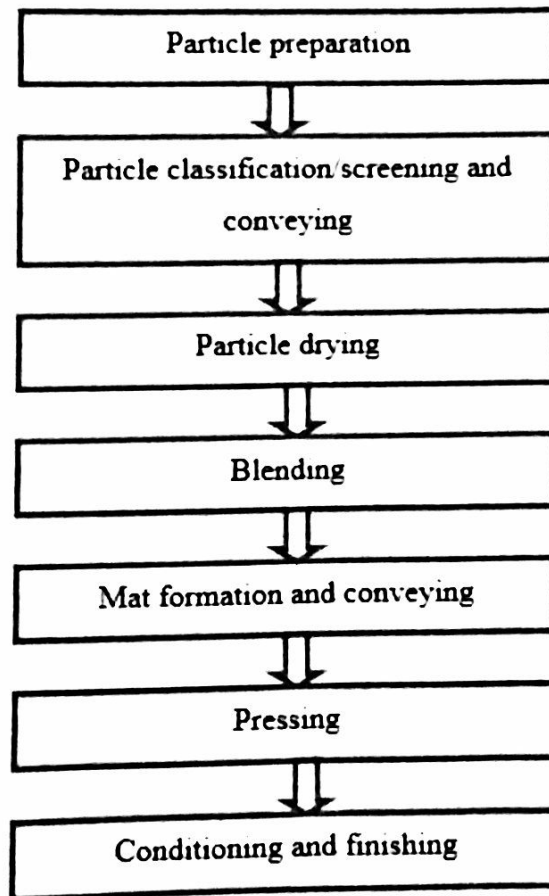 Particle preparation
Particle classification/screening and
conveying
Particle drying
Blending
Mat formation and conveying
Pressing
Conditioning and finishing